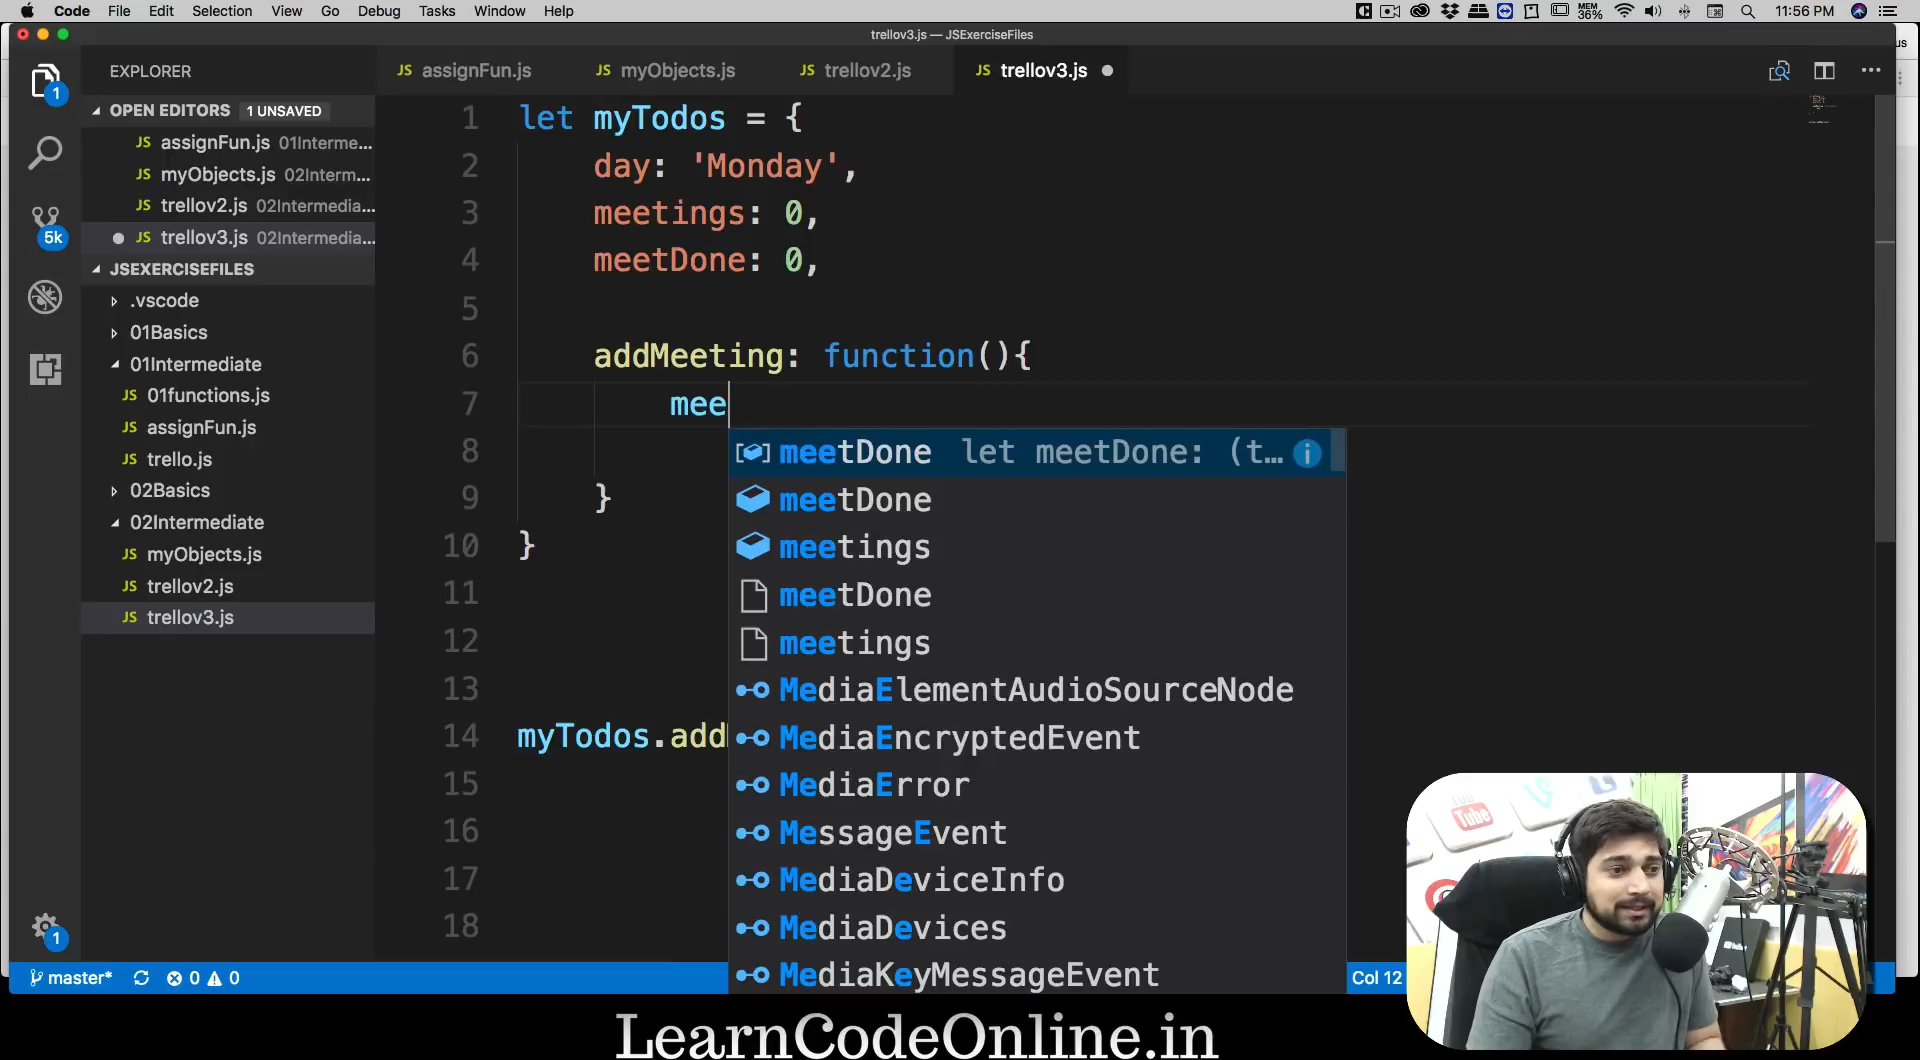 Code File Edit Selection View Go Debug Tasks Window Help MEM 36% 11:56 PM
trellov3.js — JSExerciseFiles
EXPLORER
JS assignFun.js JS myObjects.js JS trellov2.js JS trellov3.js
1
OPEN EDITORS 1 UNSAVED
JS assignFun.js 01Interme...
JS myObjects.js 02Interm...
JS trellov2.js 02Intermedia...
JS trellov3.js 02Intermedia...
5k
JSEXERCISEFILES
.vscode
01Basics
01Intermediate
JS 01functions.js
JS assignFun.js
JS trello.js
02Basics
02Intermediate
JS myObjects.js
JS trellov2.js
JS trellov3.js
1
1 let myTodos = {
2 day: 'Monday',
3 meetings: 0,
4 meetDone: 0,
5
6 addMeeting: function(){
7 mee
8
9 }
10 }
11
12
13
14 myTodos.add
15
16
17
18
meetDone let meetDone: (t...
meetDone
meetings
meetDone
meetings
MediaElementAudioSourceNode
MediaEncryptedEvent
MediaError
MessageEvent
MediaDeviceInfo
MediaDevices
MediaKeyMessageEvent
You
Tube
master* 0 0 Col 12
LearnCodeOnline.in